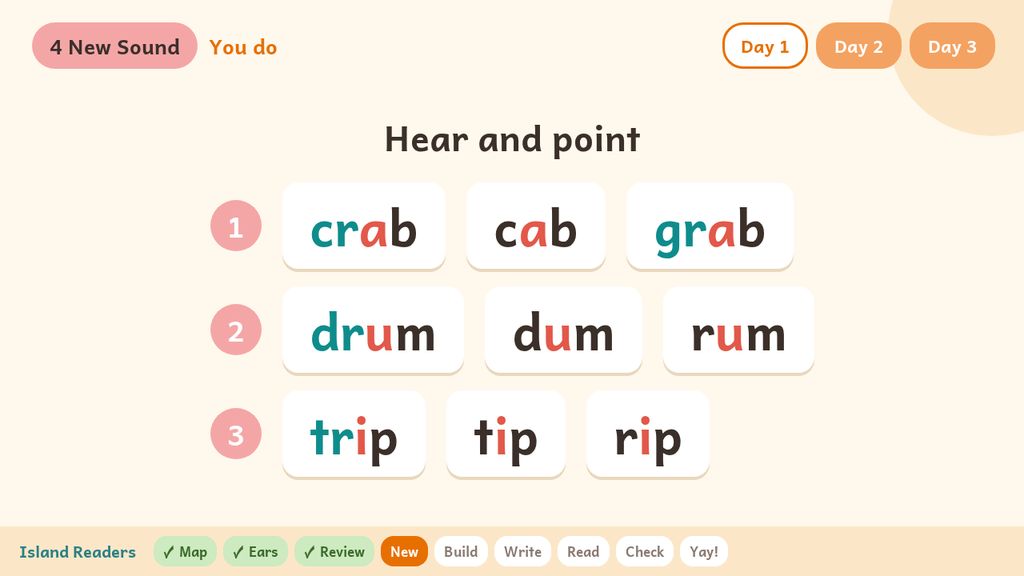 4 New Sound You do Day 1 Day 2 Day 3
Hear and point
1 crab cab grab
2 drum dum rum
3 trip tip rip
Island Readers ✓ Map ✓ Ears ✓ Review New Build Write Read Check Yay!